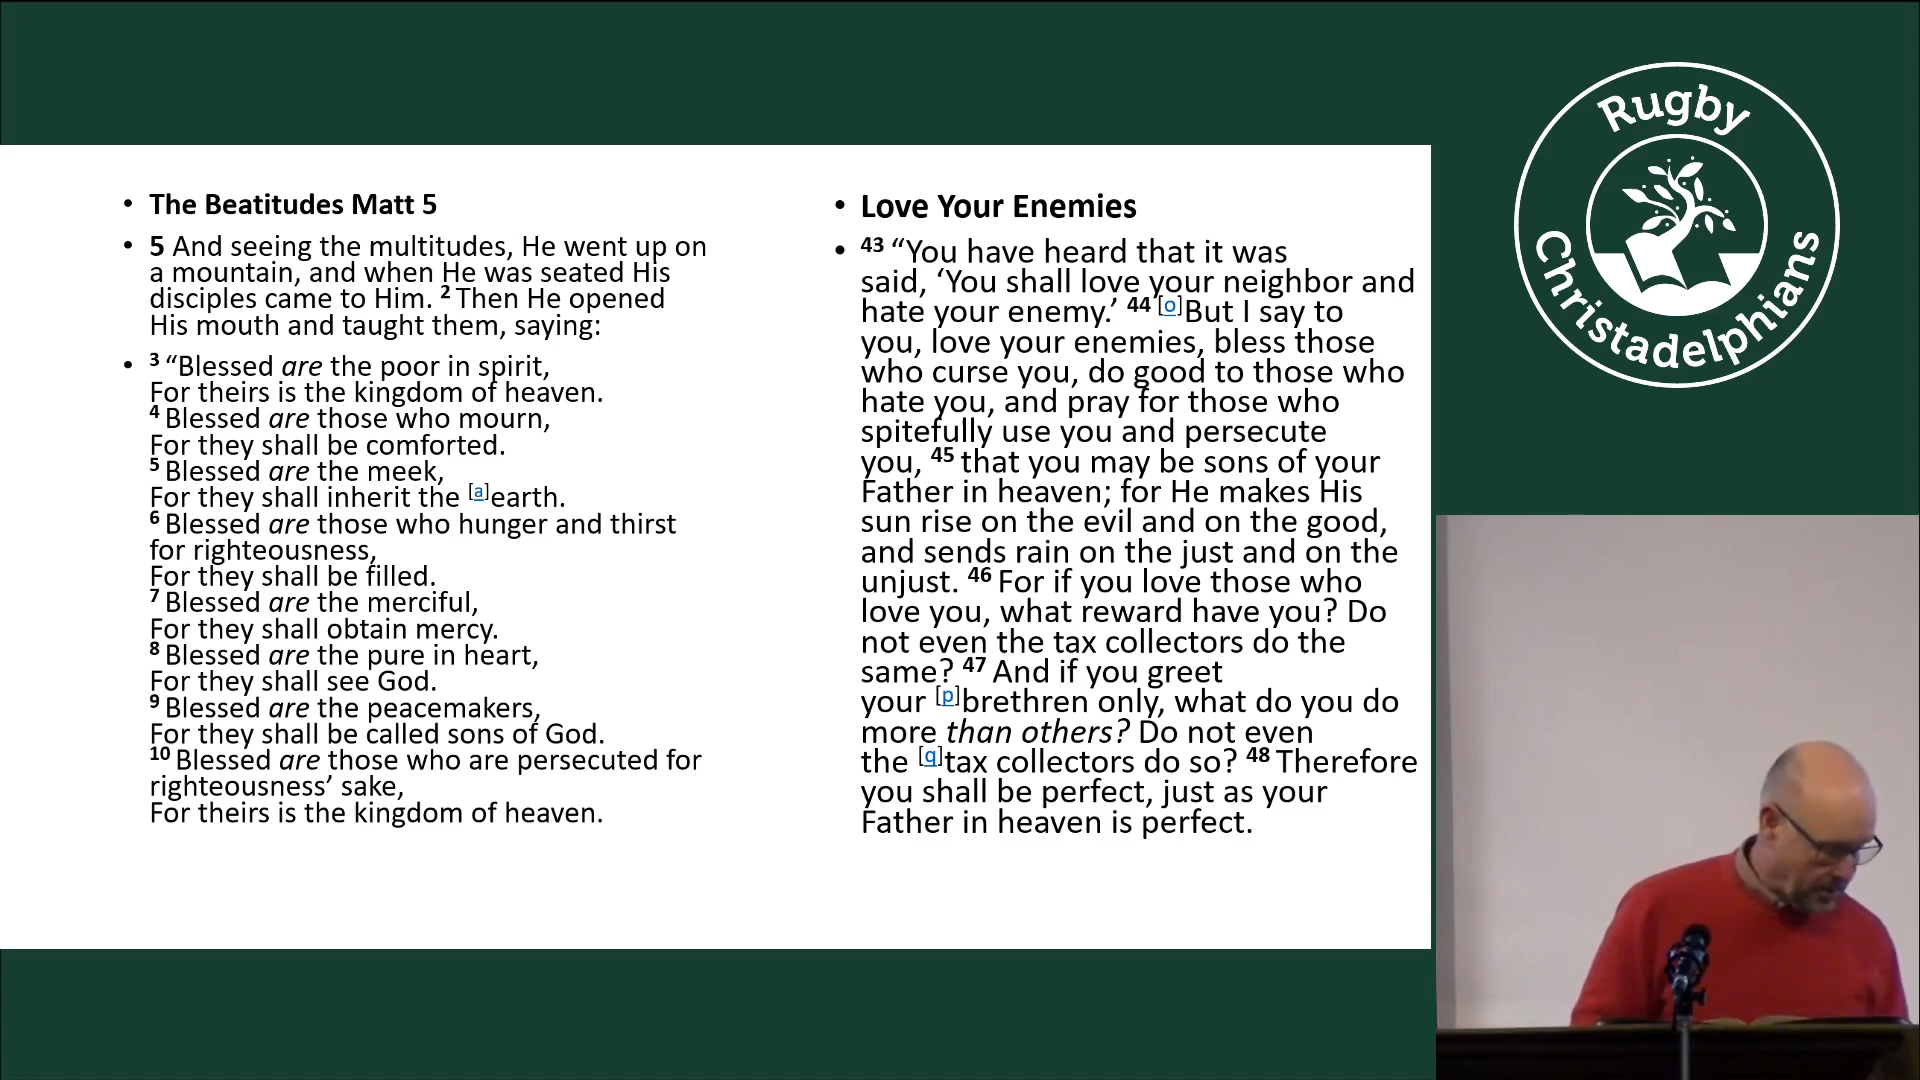 The Beatitudes Matt 5
5 And seeing the multitudes, He went up on
a mountain, and when He was seated His
disciples came to Him. 2 Then He opened
His mouth and taught them, saying:
3 “Blessed are the poor in spirit,
For theirs is the kingdom of heaven.
4 Blessed are those who mourn,
For they shall be comforted.
5 Blessed are the meek,
For they shall inherit the [a]earth.
6 Blessed are those who hunger and thirst
for righteousness,
For they shall be filled.
7 Blessed are the merciful,
For they shall obtain mercy.
8 Blessed are the pure in heart,
For they shall see God.
9 Blessed are the peacemakers,
For they shall be called sons of God.
10 Blessed are those who are persecuted for
righteousness’ sake,
For theirs is the kingdom of heaven.
Love Your Enemies
43 “You have heard that it was
said, ‘You shall love your neighbor and
hate your enemy.’ 44 [o]But I say to
you, love your enemies, bless those
who curse you, do good to those who
hate you, and pray for those who
spitefully use you and persecute
you, 45 that you may be sons of your
Father in heaven; for He makes His
sun rise on the evil and on the good,
and sends rain on the just and on the
unjust. 46 For if you love those who
love you, what reward have you? Do
not even the tax collectors do the
same? 47 And if you greet
your [p]brethren only, what do you do
more than others? Do not even
the [q]tax collectors do so? 48 Therefore
you shall be perfect, just as your
Father in heaven is perfect.
Rugby
Christadelphians